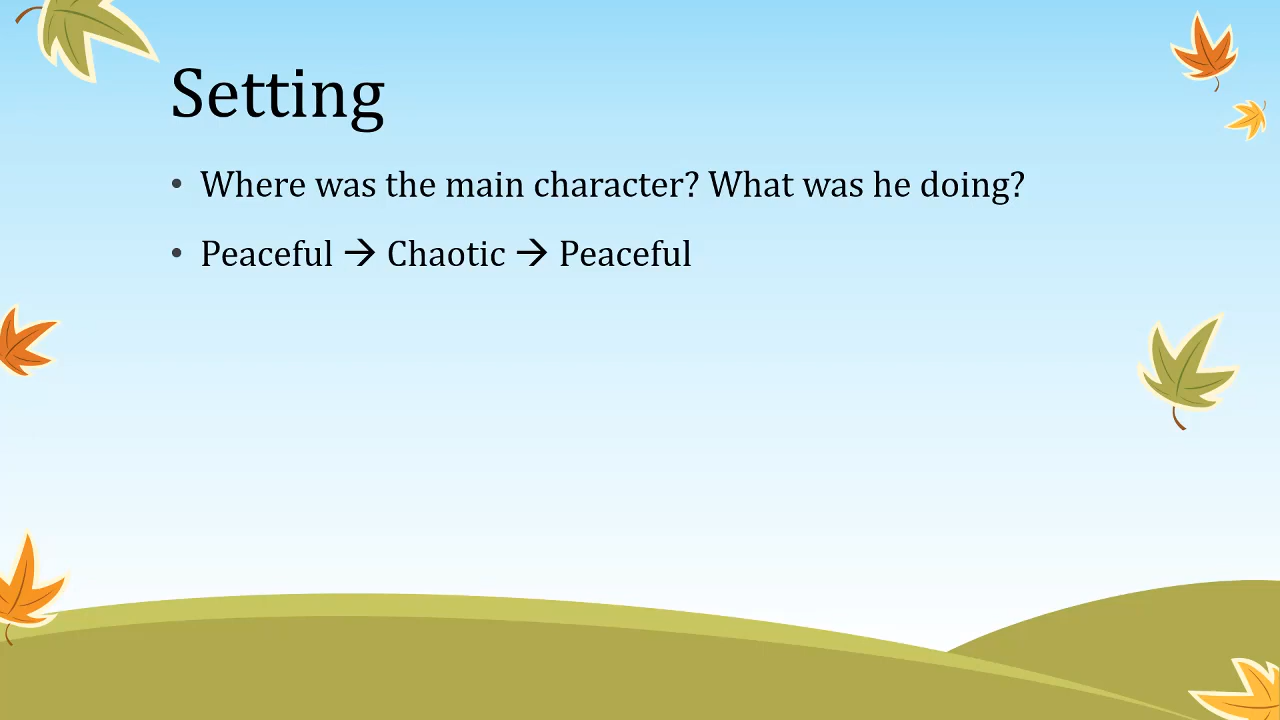 Setting
• Where was the main character? What was he doing?
• Peaceful → Chaotic → Peaceful